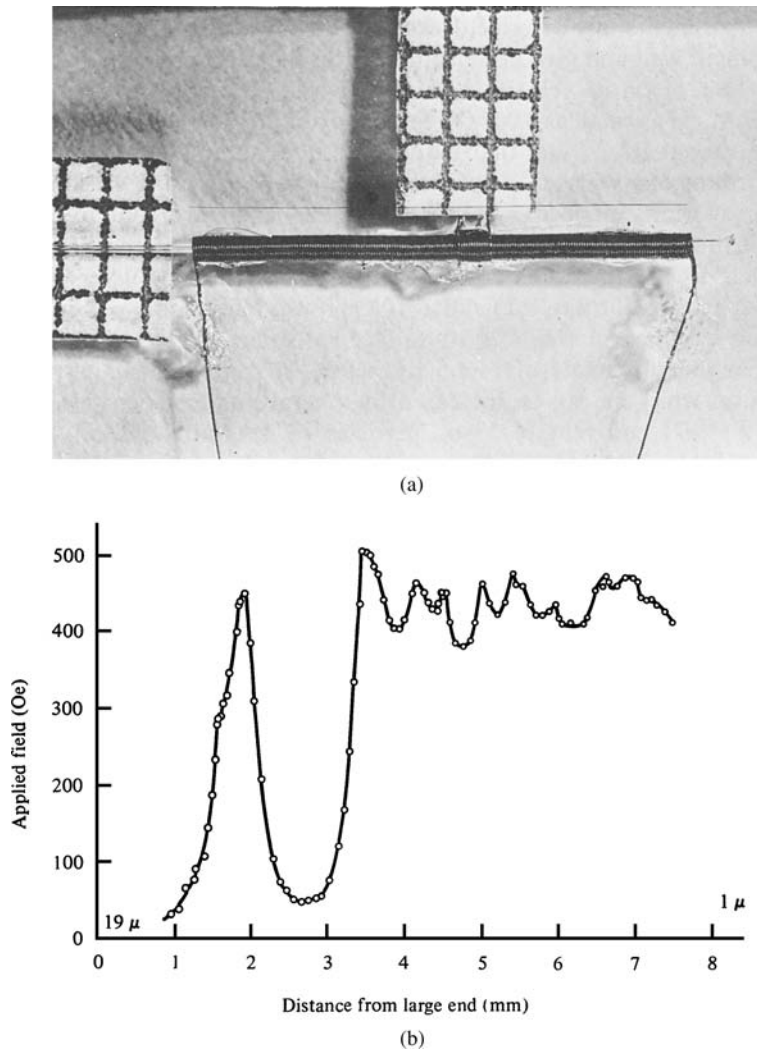 (a)
500
400
300
200
100
0
Applied field (Oe)
19 μ
1 μ
0 1 2 3 4 5 6 7 8
Distance from large end (mm)
(b)